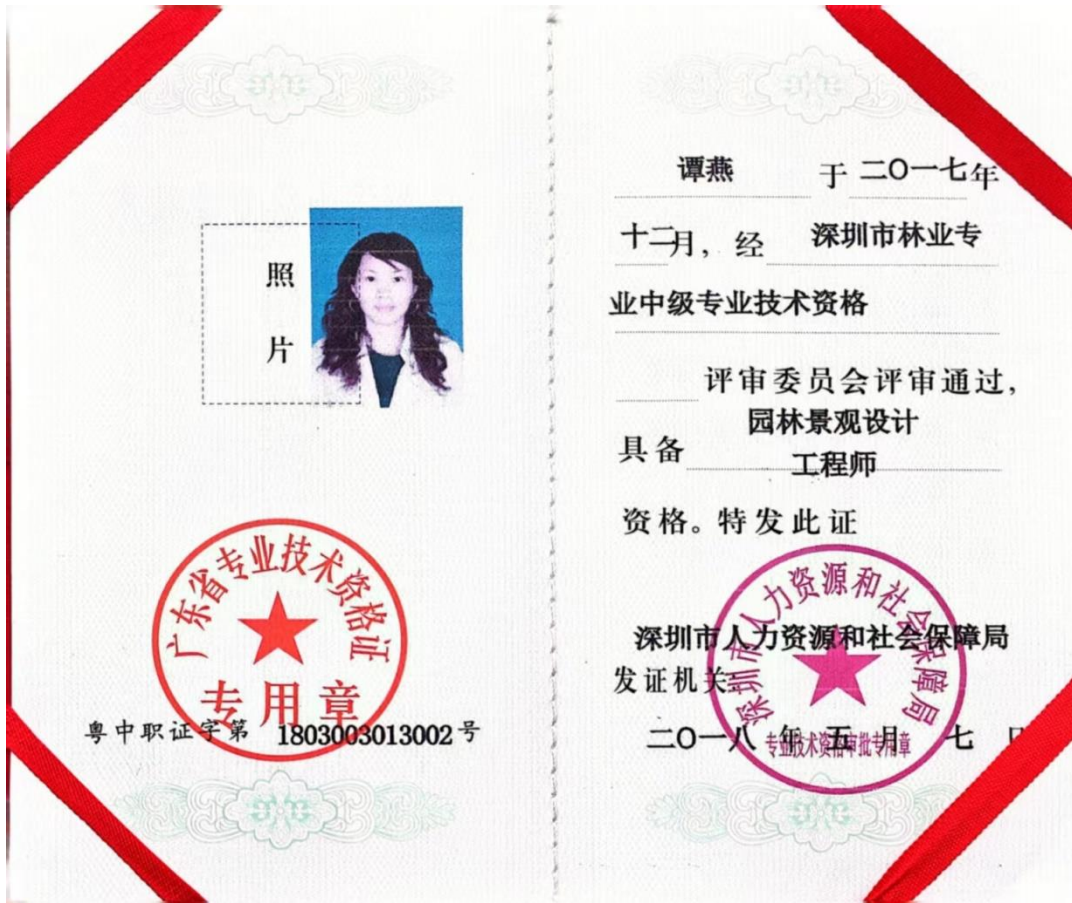 照
片
广东省专业技术资格证
专用章
粤中职证字第 1803003013002 号
谭燕 于 二〇一七年
十二月，经 深圳市林业专
业中级专业技术资格
评审委员会评审通过，
园林景观设计
具备
工程师
资格。特发此证
深圳市人力资源和社会保障局
深圳市人力资源和社会保障局
发证机关
二〇一八 年 五 月 七 日
专业技术资格审批专用章